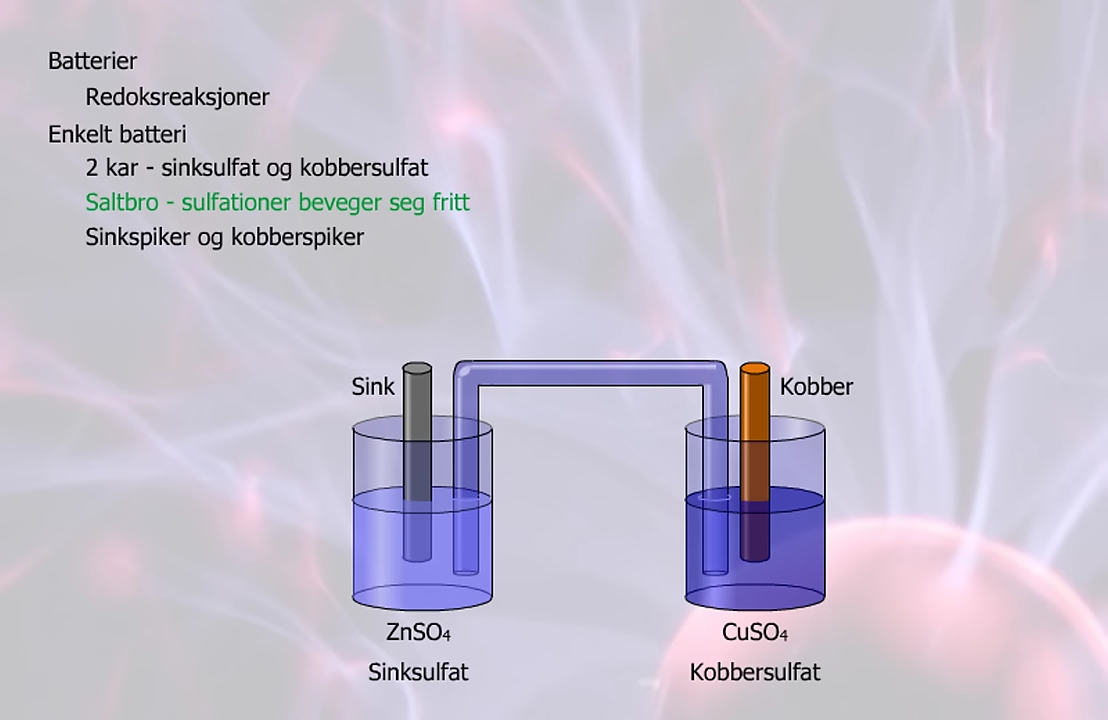 Batterier
Redoksreaksjoner
Enkelt batteri
2 kar - sinksulfat og kobbersulfat
Saltbro - sulfationer beveger seg fritt
Sinkspiker og kobberspiker
Sink
Kobber
ZnSO₄
CuSO₄
Sinksulfat
Kobbersulfat